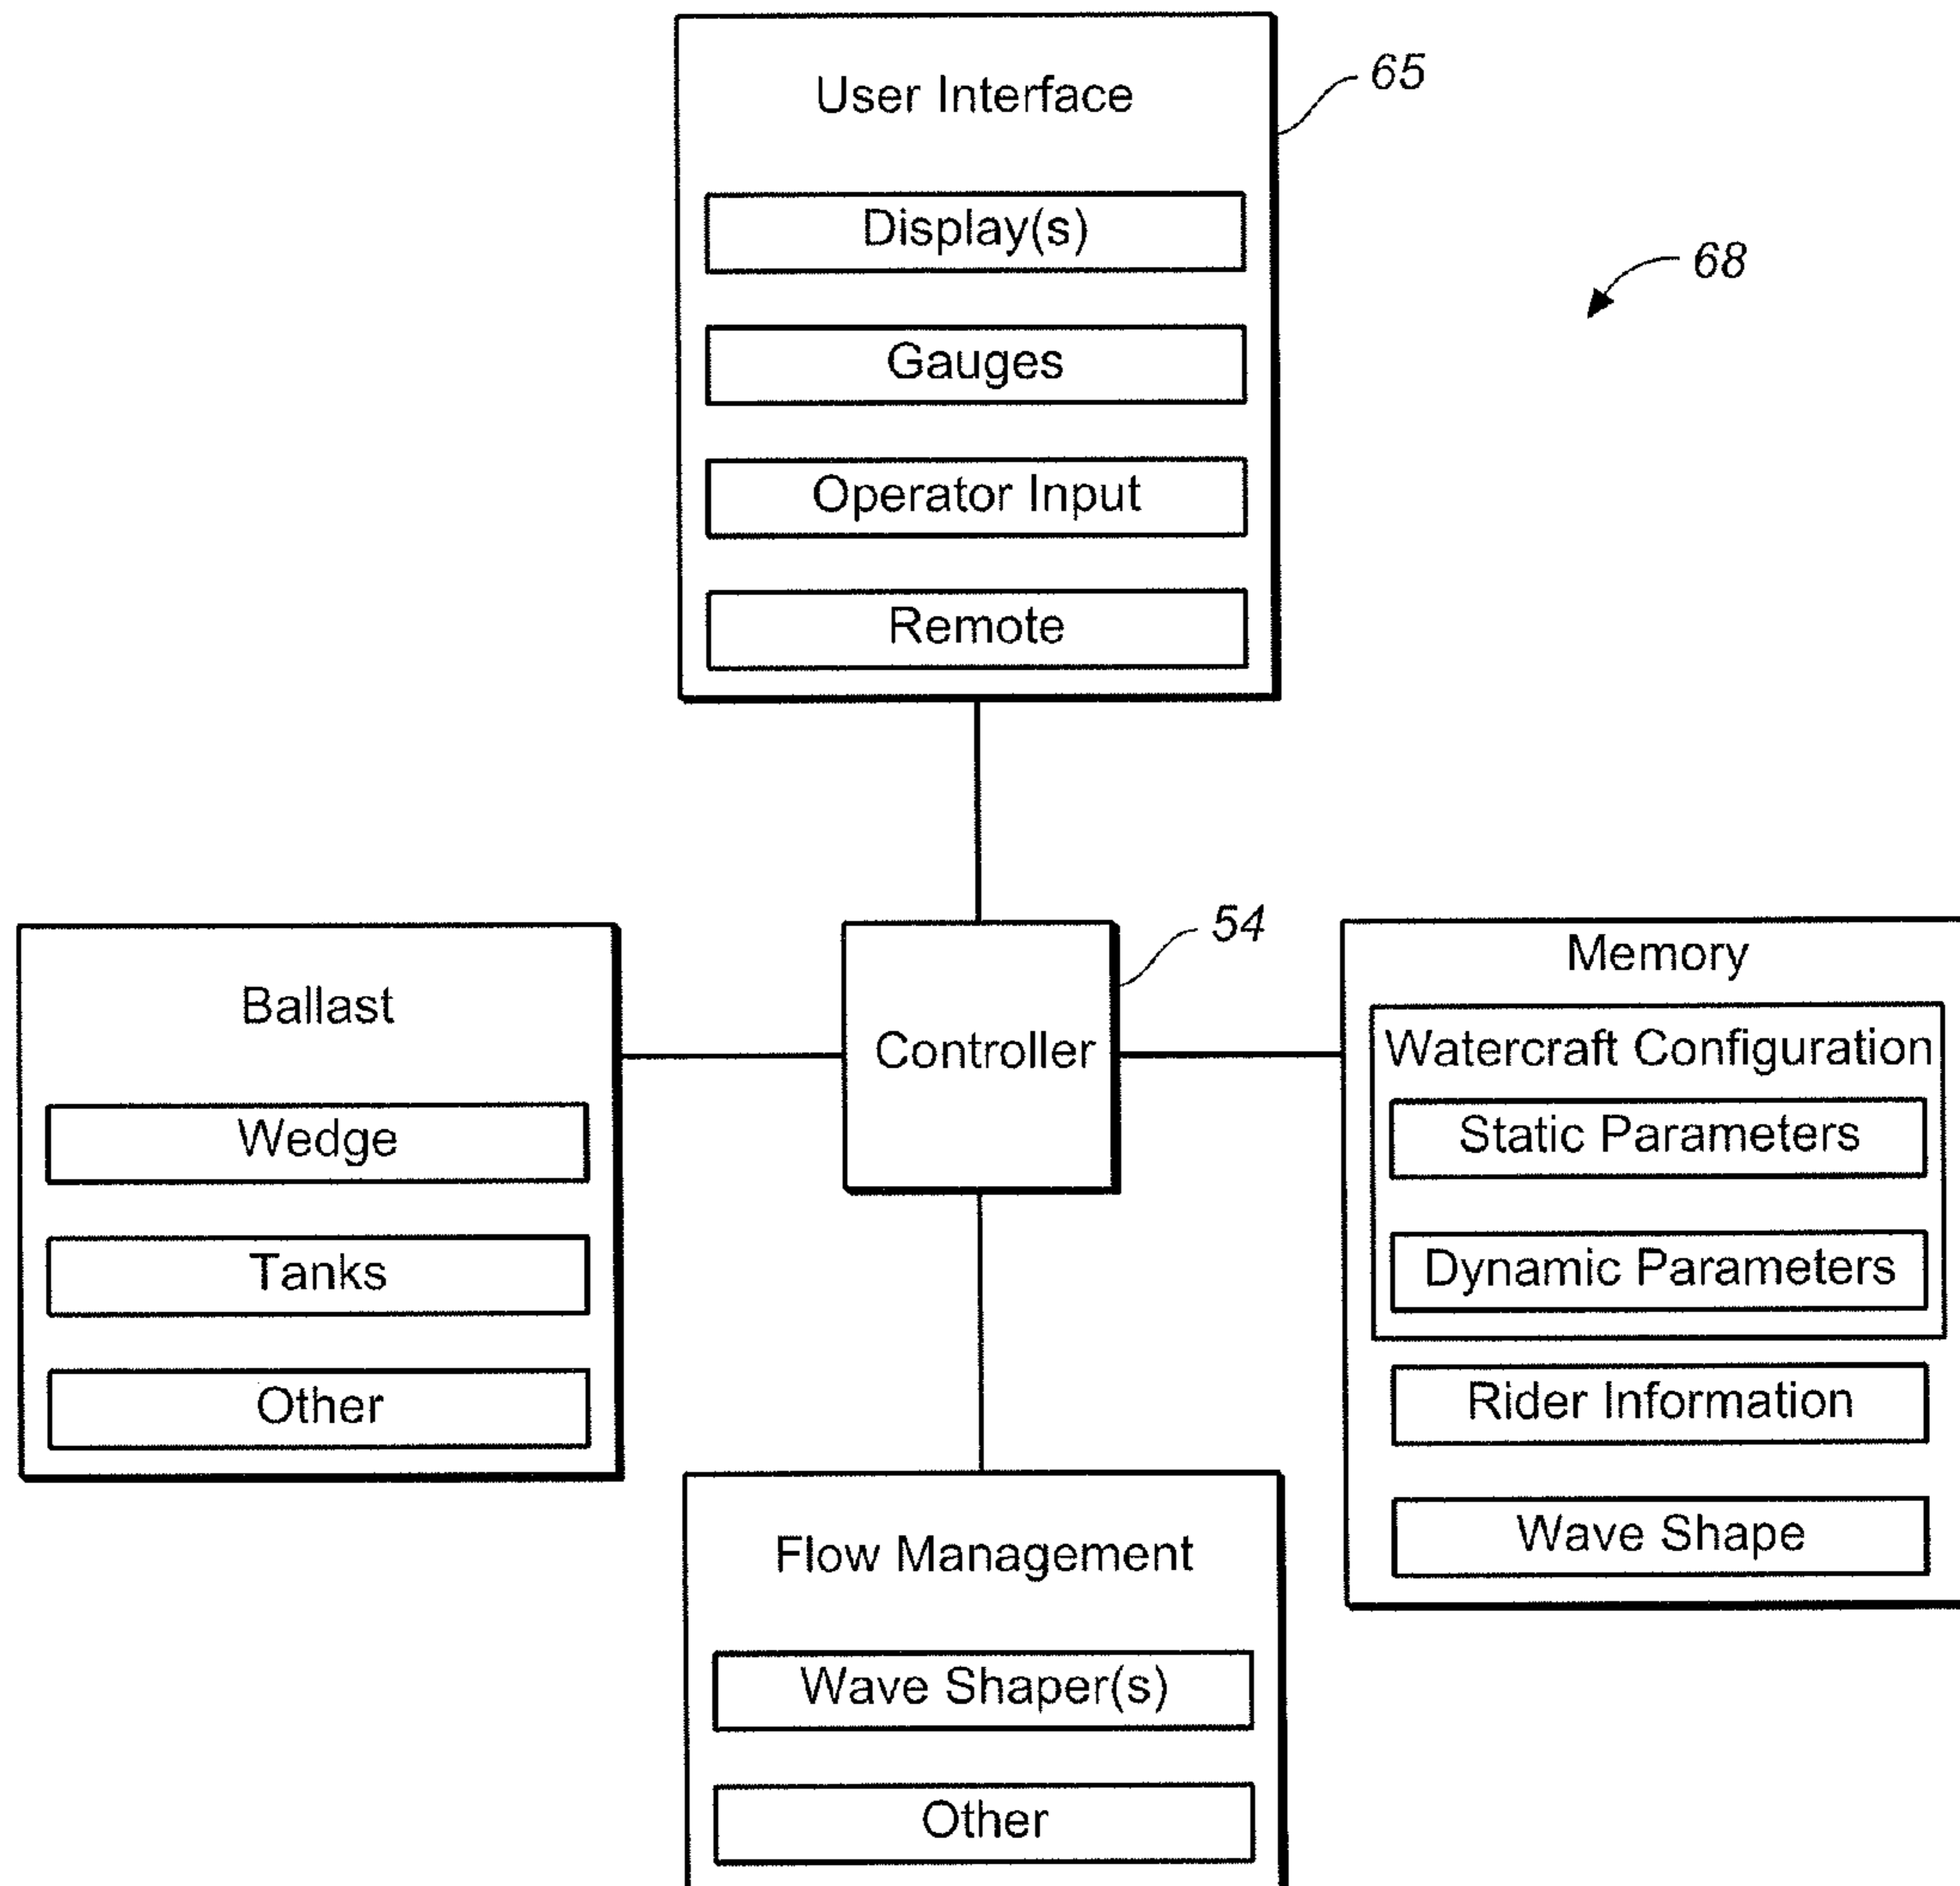 User Interface
65
Display(s)
68
Gauges
Operator Input
Remote
Ballast
Wedge
Tanks
Other
Controller
54
Memory
Watercraft Configuration
Static Parameters
Dynamic Parameters
Rider Information
Wave Shape
Flow Management
Wave Shaper(s)
Other